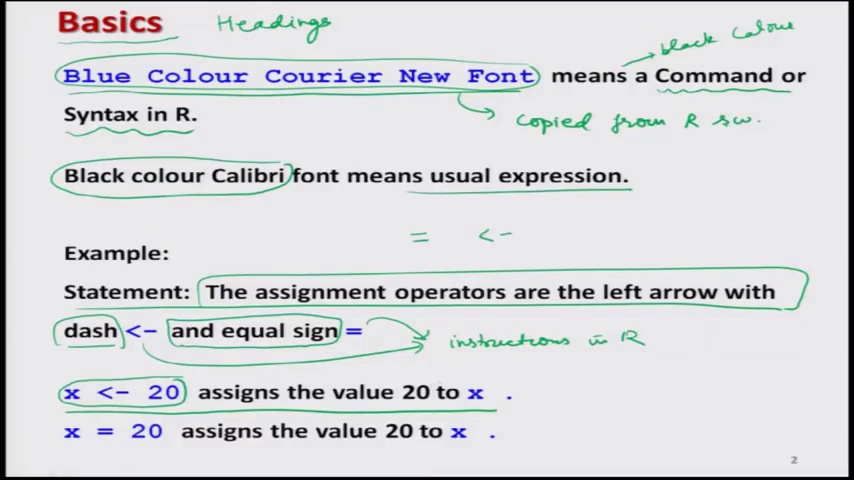 Basics Headings
black Colour
Blue Colour Courier New Font means a Command or
Syntax in R. copied from R sw.
Black colour Calibri font means usual expression.
= <-
Example:
Statement: The assignment operators are the left arrow with
dash <- and equal sign = instructions in R
x <- 20 assigns the value 20 to x .
x = 20 assigns the value 20 to x .
2